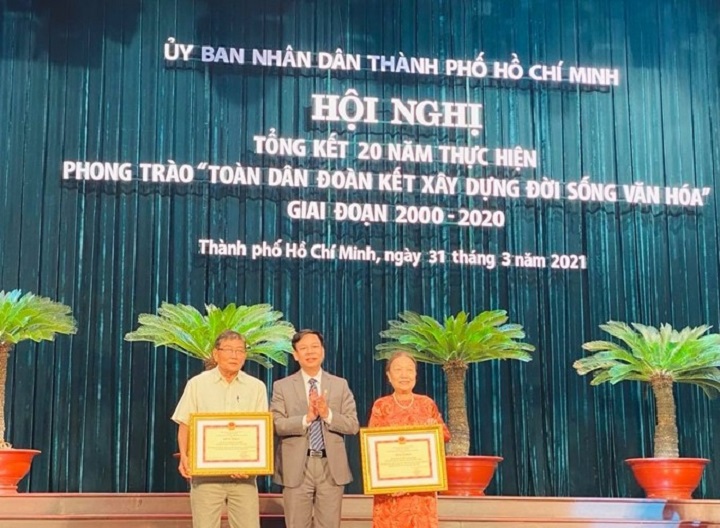 ỦY BAN NHÂN DÂN THÀNH PHỐ HỒ CHÍ MINH
HỘI NGHỊ
TỔNG KẾT 20 NĂM THỰC HIỆN
PHONG TRÀO "TOÀN DÂN ĐOÀN KẾT XÂY DỰNG ĐỜI SỐNG VĂN HÓA"
GIAI ĐOẠN 2000 - 2020
Thành phố Hồ Chí Minh, ngày 31 tháng 3 năm 2021